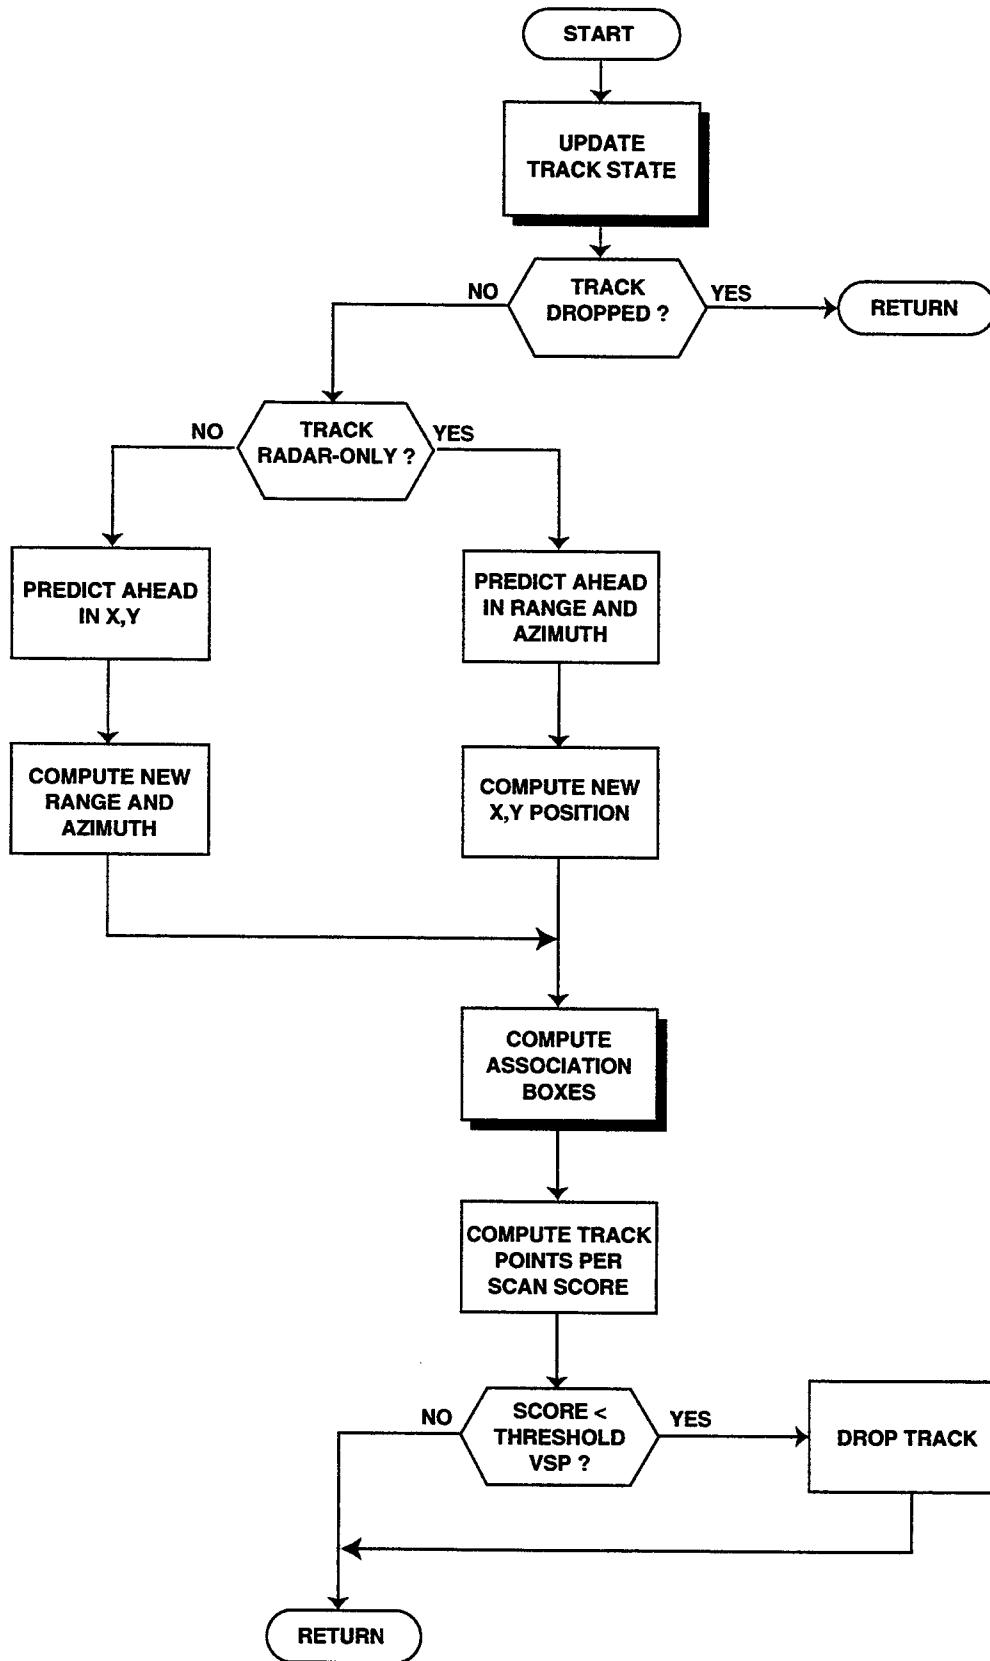 START
UPDATE
TRACK STATE
TRACK
DROPPED ?
NO
YES
RETURN
TRACK
RADAR-ONLY ?
NO
YES
PREDICT AHEAD
IN X,Y
PREDICT AHEAD
IN RANGE AND
AZIMUTH
COMPUTE NEW
RANGE AND
AZIMUTH
COMPUTE NEW
X,Y POSITION
COMPUTE
ASSOCIATION
BOXES
COMPUTE TRACK
POINTS PER
SCAN SCORE
SCORE <
THRESHOLD
VSP ?
NO
YES
DROP TRACK
RETURN